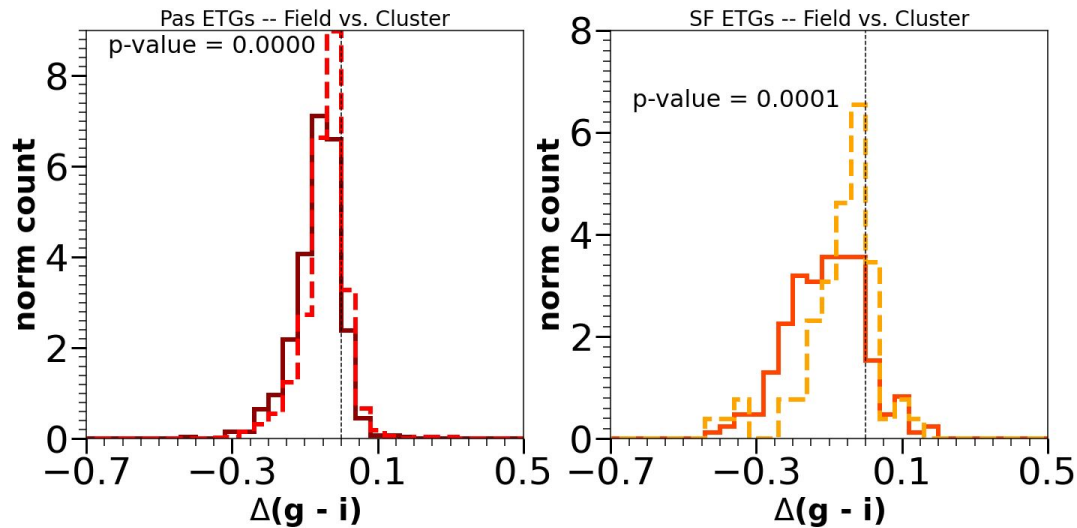 Pas ETGs -- Field vs. Cluster
p-value = 0.0000
norm count
8
6
4
2
0
−0.7
−0.3
0.1
0.5
Δ(g - i)
SF ETGs -- Field vs. Cluster
p-value = 0.0001
norm count
8
6
4
2
0
−0.7
−0.3
0.1
0.5
Δ(g - i)